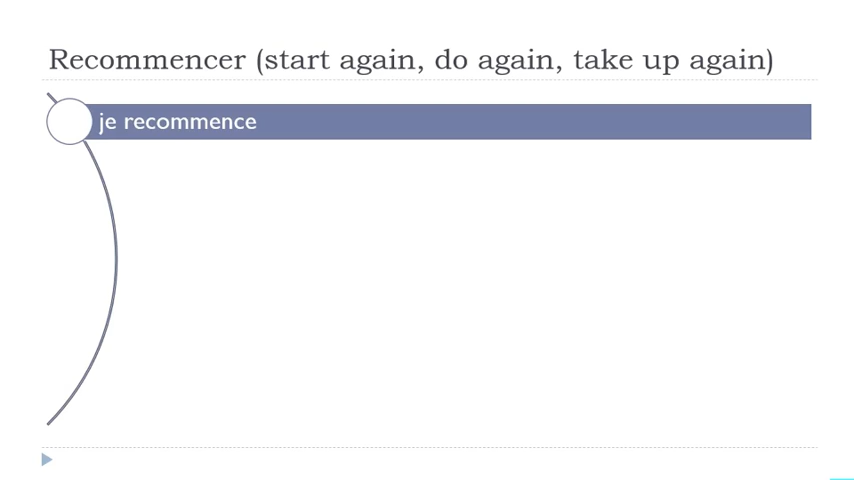 Recommencer (start again, do again, take up again)
je recommence